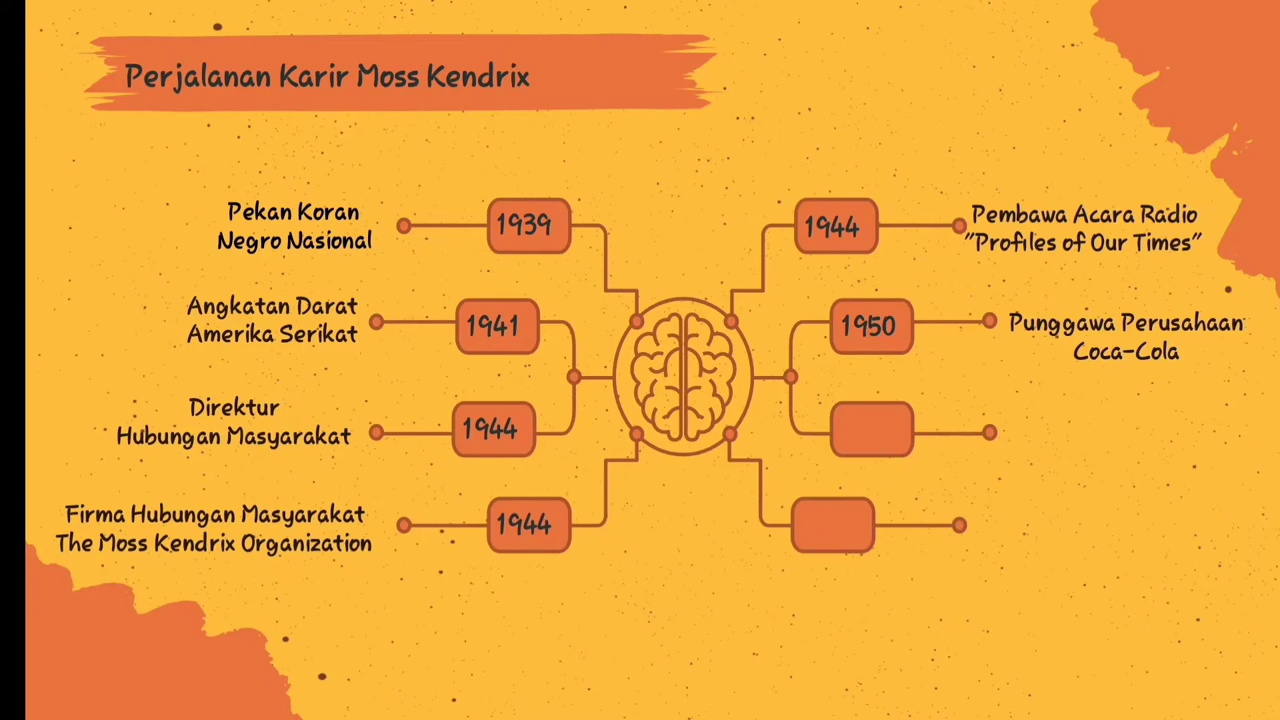 Perjalanan Karir Moss Kendrix
Pekan Koran
Negro Nasional
1939
Angkatan Darat
Amerika Serikat
1941
Direktur
Hubungan Masyarakat
1944
Firma Hubungan Masyarakat
The Moss Kendrix Organization
1944
1944
Pembawa Acara Radio
"Profiles of Our Times"
1950
Punggawa Perusahaan
Coca-Cola